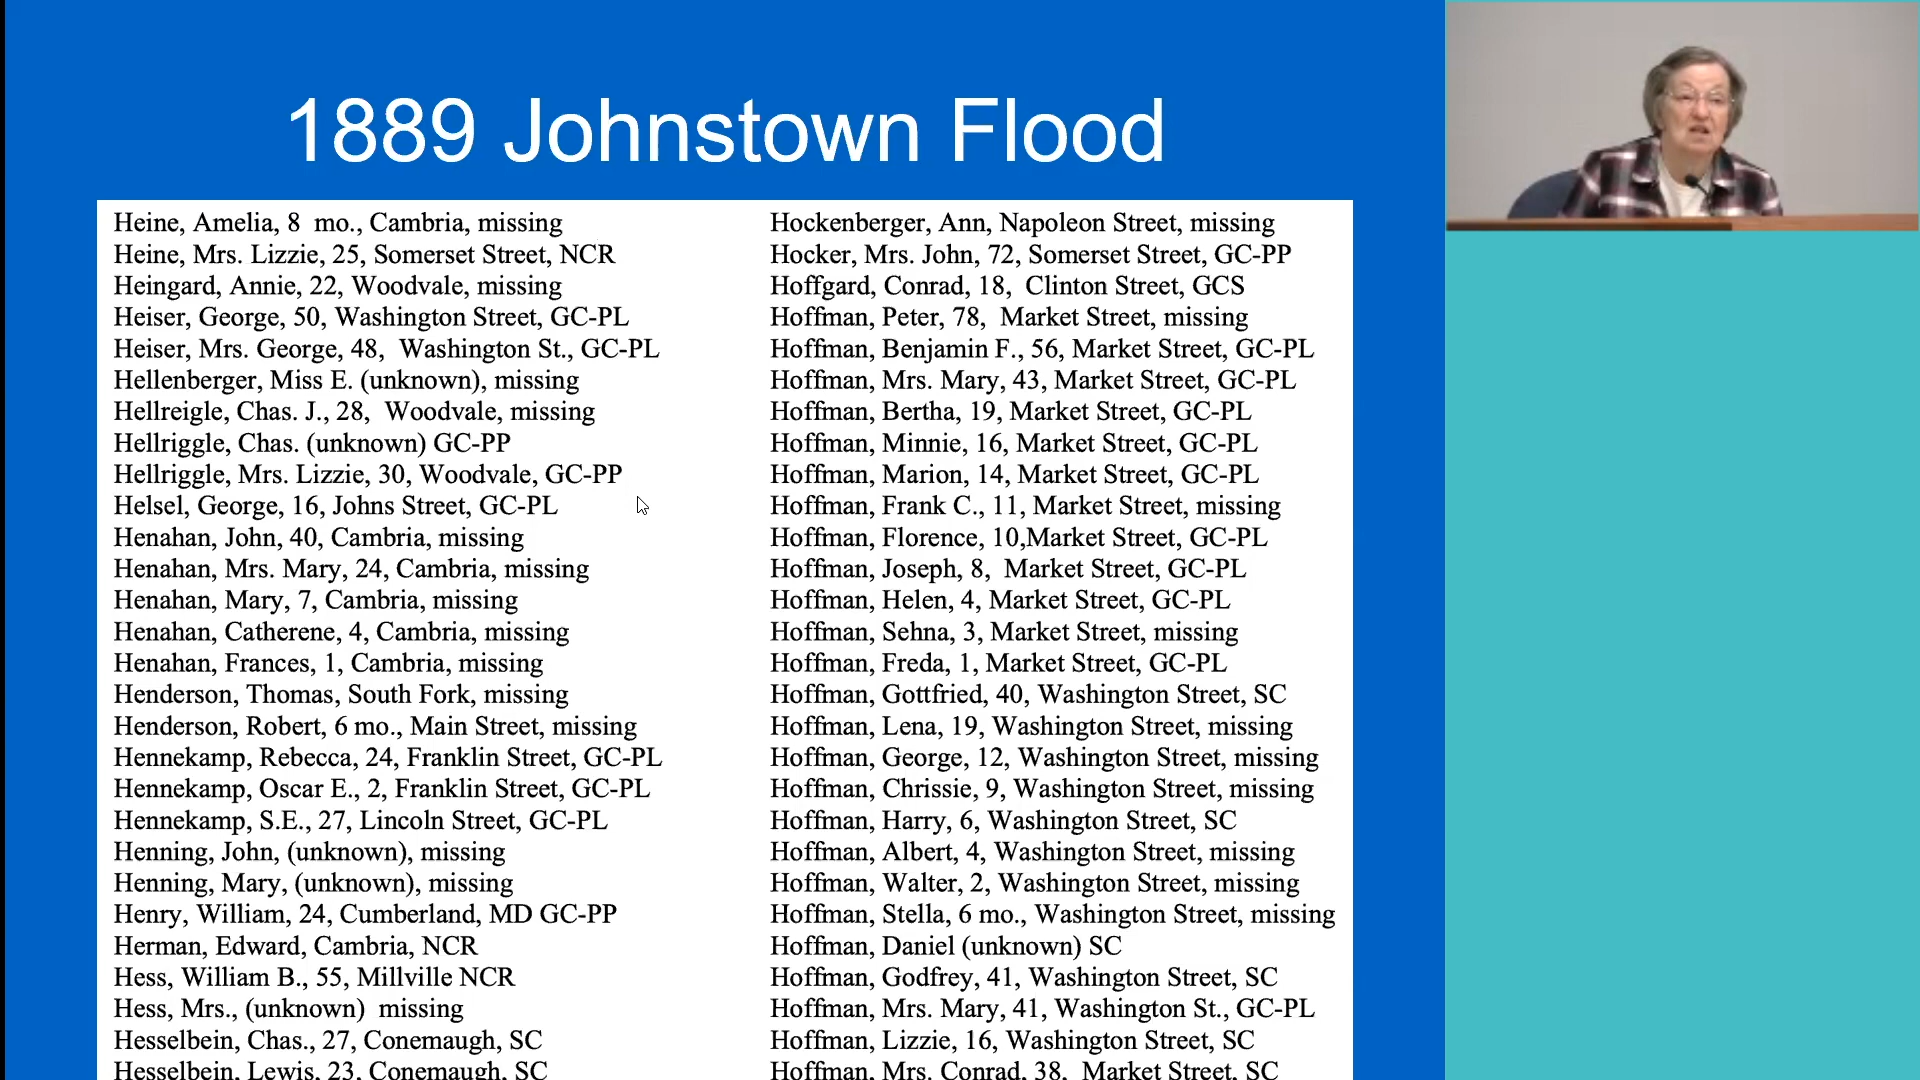 1889 Johnstown Flood
Heine, Amelia, 8  mo., Cambria, missing
Heine, Mrs. Lizzie, 25, Somerset Street, NCR
Heingard, Annie, 22, Woodvale, missing
Heiser, George, 50, Washington Street, GC-PL
Heiser, Mrs. George, 48,  Washington St., GC-PL
Hellenberger, Miss E. (unknown), missing
Hellreigle, Chas. J., 28,  Woodvale, missing
Hellriggle, Chas. (unknown) GC-PP
Hellriggle, Mrs. Lizzie, 30, Woodvale, GC-PP
Helsel, George, 16, Johns Street, GC-PL
Henahan, John, 40, Cambria, missing
Henahan, Mrs. Mary, 24, Cambria, missing
Henahan, Mary, 7, Cambria, missing
Henahan, Catherene, 4, Cambria, missing
Henahan, Frances, 1, Cambria, missing
Henderson, Thomas, South Fork, missing
Henderson, Robert, 6 mo., Main Street, missing
Hennekamp, Rebecca, 24, Franklin Street, GC-PL
Hennekamp, Oscar E., 2, Franklin Street, GC-PL
Hennekamp, S.E., 27, Lincoln Street, GC-PL
Henning, John, (unknown), missing
Henning, Mary, (unknown), missing
Henry, William, 24, Cumberland, MD GC-PP
Herman, Edward, Cambria, NCR
Hess, William B., 55, Millville NCR
Hess, Mrs., (unknown)  missing
Hesselbein, Chas., 27, Conemaugh, SC
Hesselbein, Lewis, 23, Conemaugh, SC
Hockenberger, Ann, Napoleon Street, missing
Hocker, Mrs. John, 72, Somerset Street, GC-PP
Hoffgard, Conrad, 18,  Clinton Street, GCS
Hoffman, Peter, 78,  Market Street, missing
Hoffman, Benjamin F., 56, Market Street, GC-PL
Hoffman, Mrs. Mary, 43, Market Street, GC-PL
Hoffman, Bertha, 19, Market Street, GC-PL
Hoffman, Minnie, 16, Market Street, GC-PL
Hoffman, Marion, 14, Market Street, GC-PL
Hoffman, Frank C., 11, Market Street, missing
Hoffman, Florence, 10,Market Street, GC-PL
Hoffman, Joseph, 8,  Market Street, GC-PL
Hoffman, Helen, 4, Market Street, GC-PL
Hoffman, Sehna, 3, Market Street, missing
Hoffman, Freda, 1, Market Street, GC-PL
Hoffman, Gottfried, 40, Washington Street, SC
Hoffman, Lena, 19, Washington Street, missing
Hoffman, George, 12, Washington Street, missing
Hoffman, Chrissie, 9, Washington Street, missing
Hoffman, Harry, 6, Washington Street, SC
Hoffman, Albert, 4, Washington Street, missing
Hoffman, Walter, 2, Washington Street, missing
Hoffman, Stella, 6 mo., Washington Street, missing
Hoffman, Daniel (unknown) SC
Hoffman, Godfrey, 41, Washington Street, SC
Hoffman, Mrs. Mary, 41, Washington St., GC-PL
Hoffman, Lizzie, 16, Washington Street, SC
Hoffman, Mrs. Conrad, 38,  Market Street, SC